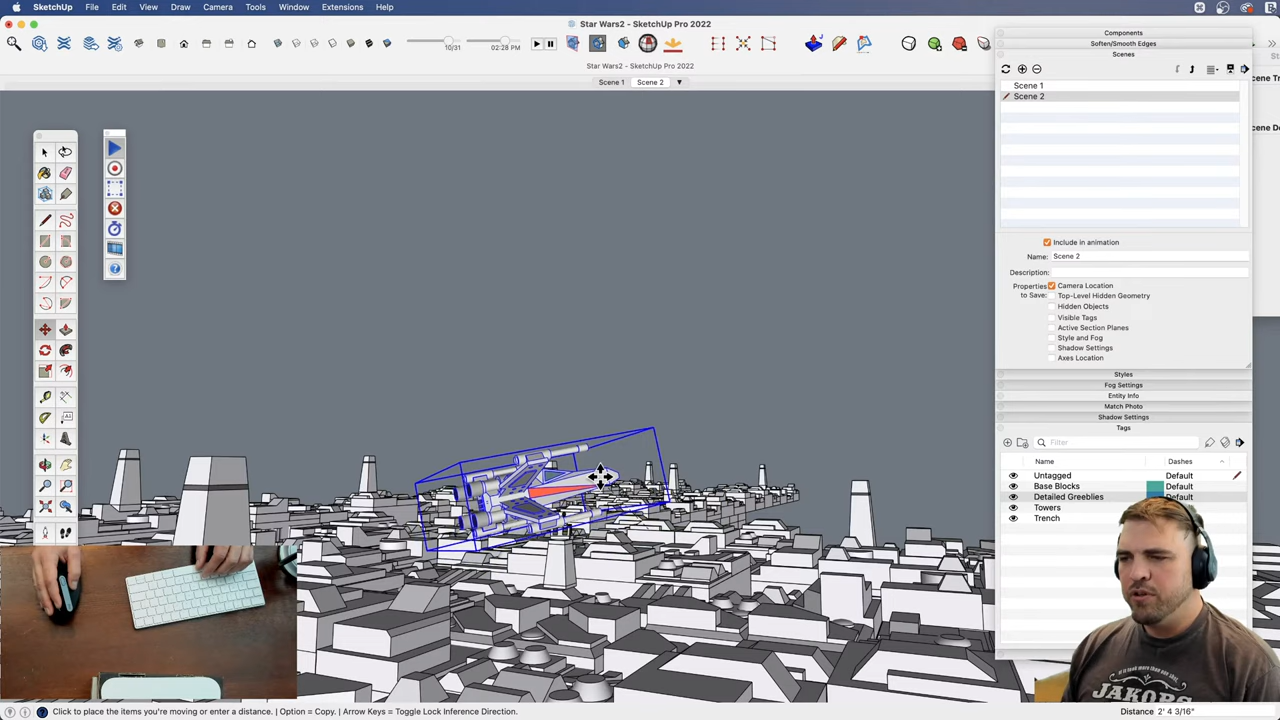 SketchUp File Edit View Draw Camera Tools Window Extensions Help
Star Wars2 - SketchUp Pro 2022
10/31
02:28 PM
Star Wars2 - SketchUp Pro 2022
Scene 1 Scene 2
Components
Soften/Smooth Edges
Scenes
Scene 1
Scene 2
cene Tr
cene De
Include in animation
Name: Scene 2
Description:
Properties to Save:
Camera Location
Top-Level Hidden Geometry
Hidden Objects
Visible Tags
Active Section Planes
Style and Fog
Shadow Settings
Axes Location
Styles
Fog Settings
Entity Info
Match Photo
Shadow Settings
Tags
Filter
Name Dashes
Untagged Default
Base Blocks Default
Detailed Greeblies Default
Towers
Trench
JAKOBS
Click to place the items you're moving or enter a distance. | Option = Copy. | Arrow Keys = Toggle Lock Inference Direction.
Distance 2' 4 3/16"